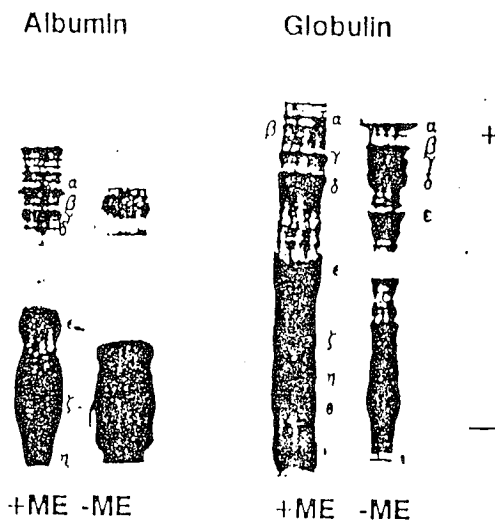 Albumin Globulin
α α
β γ
β +
α γ
β δ
γ ε
δ
ε
ζ
η
ζ θ
η ι ι
+ME -ME +ME -ME